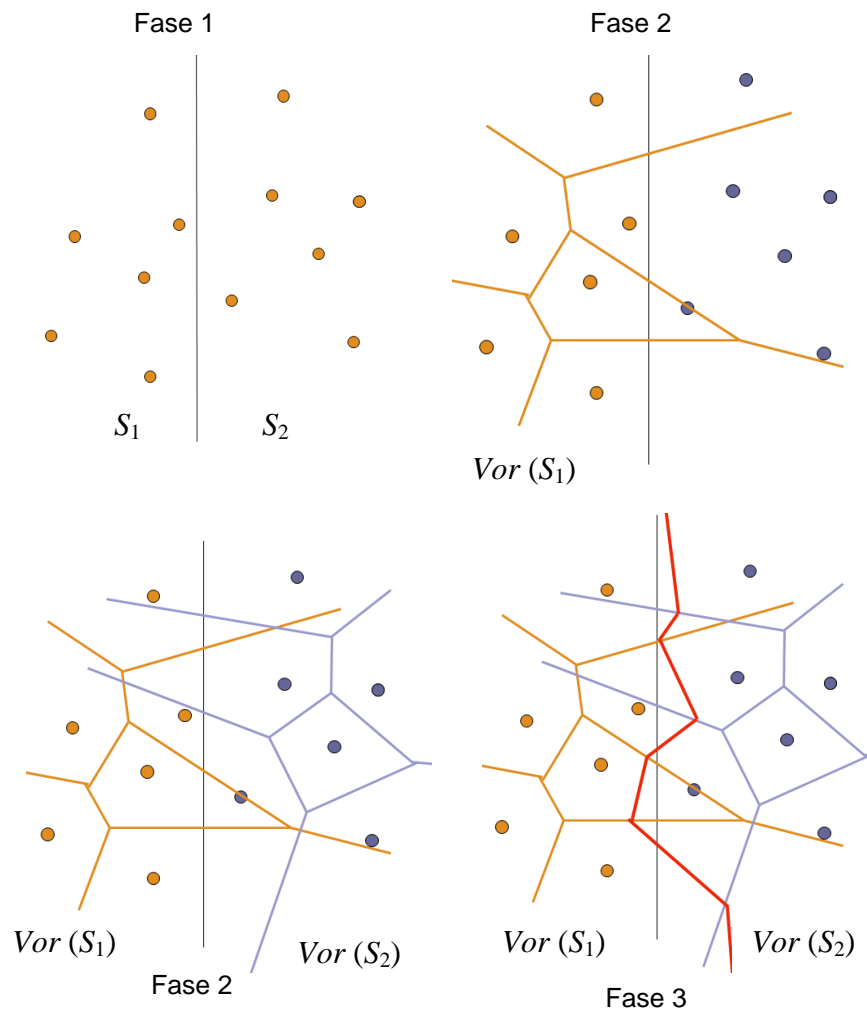 Fase 1
Fase 2
S₁ S₂
Vor (S₁)
Vor (S₁)
Vor (S₂)
Fase 2
Vor (S₁)
Vor (S₂)
Fase 3